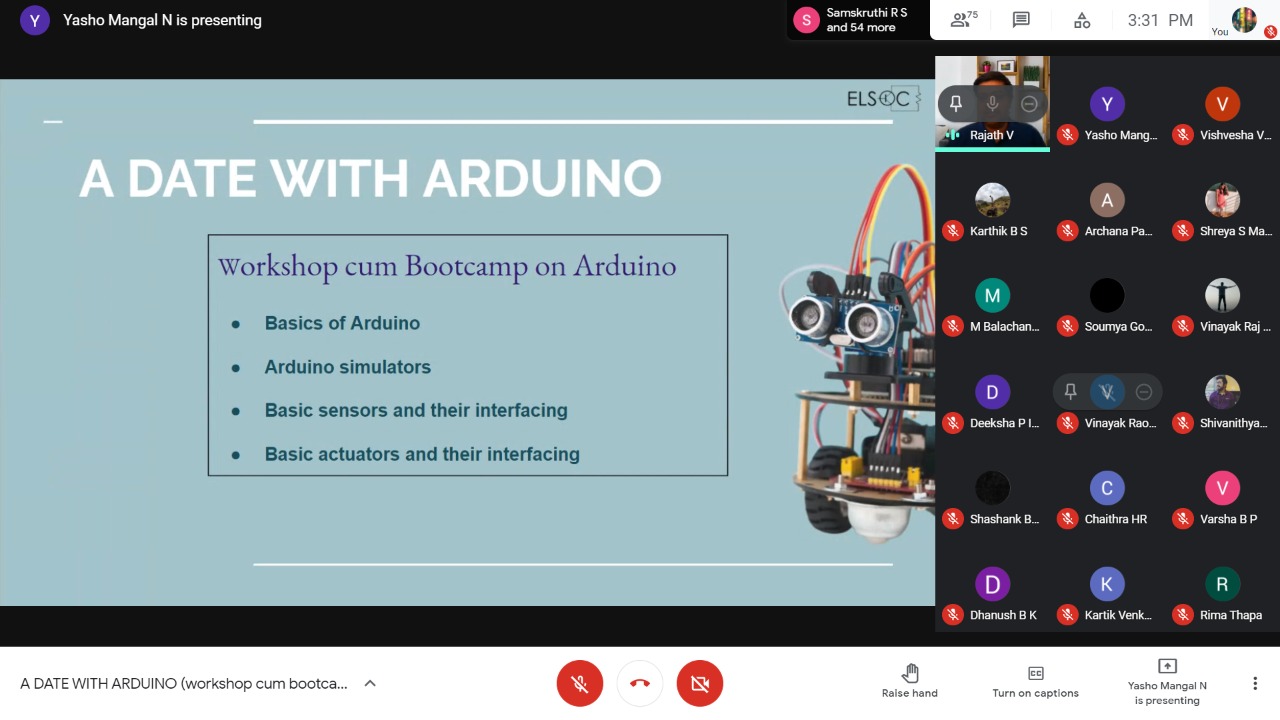 Y
Yasho Mangal N is presenting
S
Samskruthi R S
and 54 more
75
3:31 PM
You
ELSOC
A DATE WITH ARDUINO
Workshop cum Bootcamp on Arduino
● Basics of Arduino
● Arduino simulators
● Basic sensors and their interfacing
● Basic actuators and their interfacing
Rajath V
Y
Yasho Mang...
V
Vishvesha V...
Karthik B S
A
Archana Pa...
Shreya S Ma...
M
M Balachan...
Soumya Go...
Vinayak Raj ...
D
Deeksha P I...
V
Vinayak Rao...
Shivanithya...
Shashank B...
C
Chaithra HR
V
Varsha B P
D
Dhanush B K
K
Kartik Venk...
R
Rima Thapa
A DATE WITH ARDUINO (workshop cum bootca...
Raise hand
CC
Turn on captions
Yasho Mangal N
is presenting